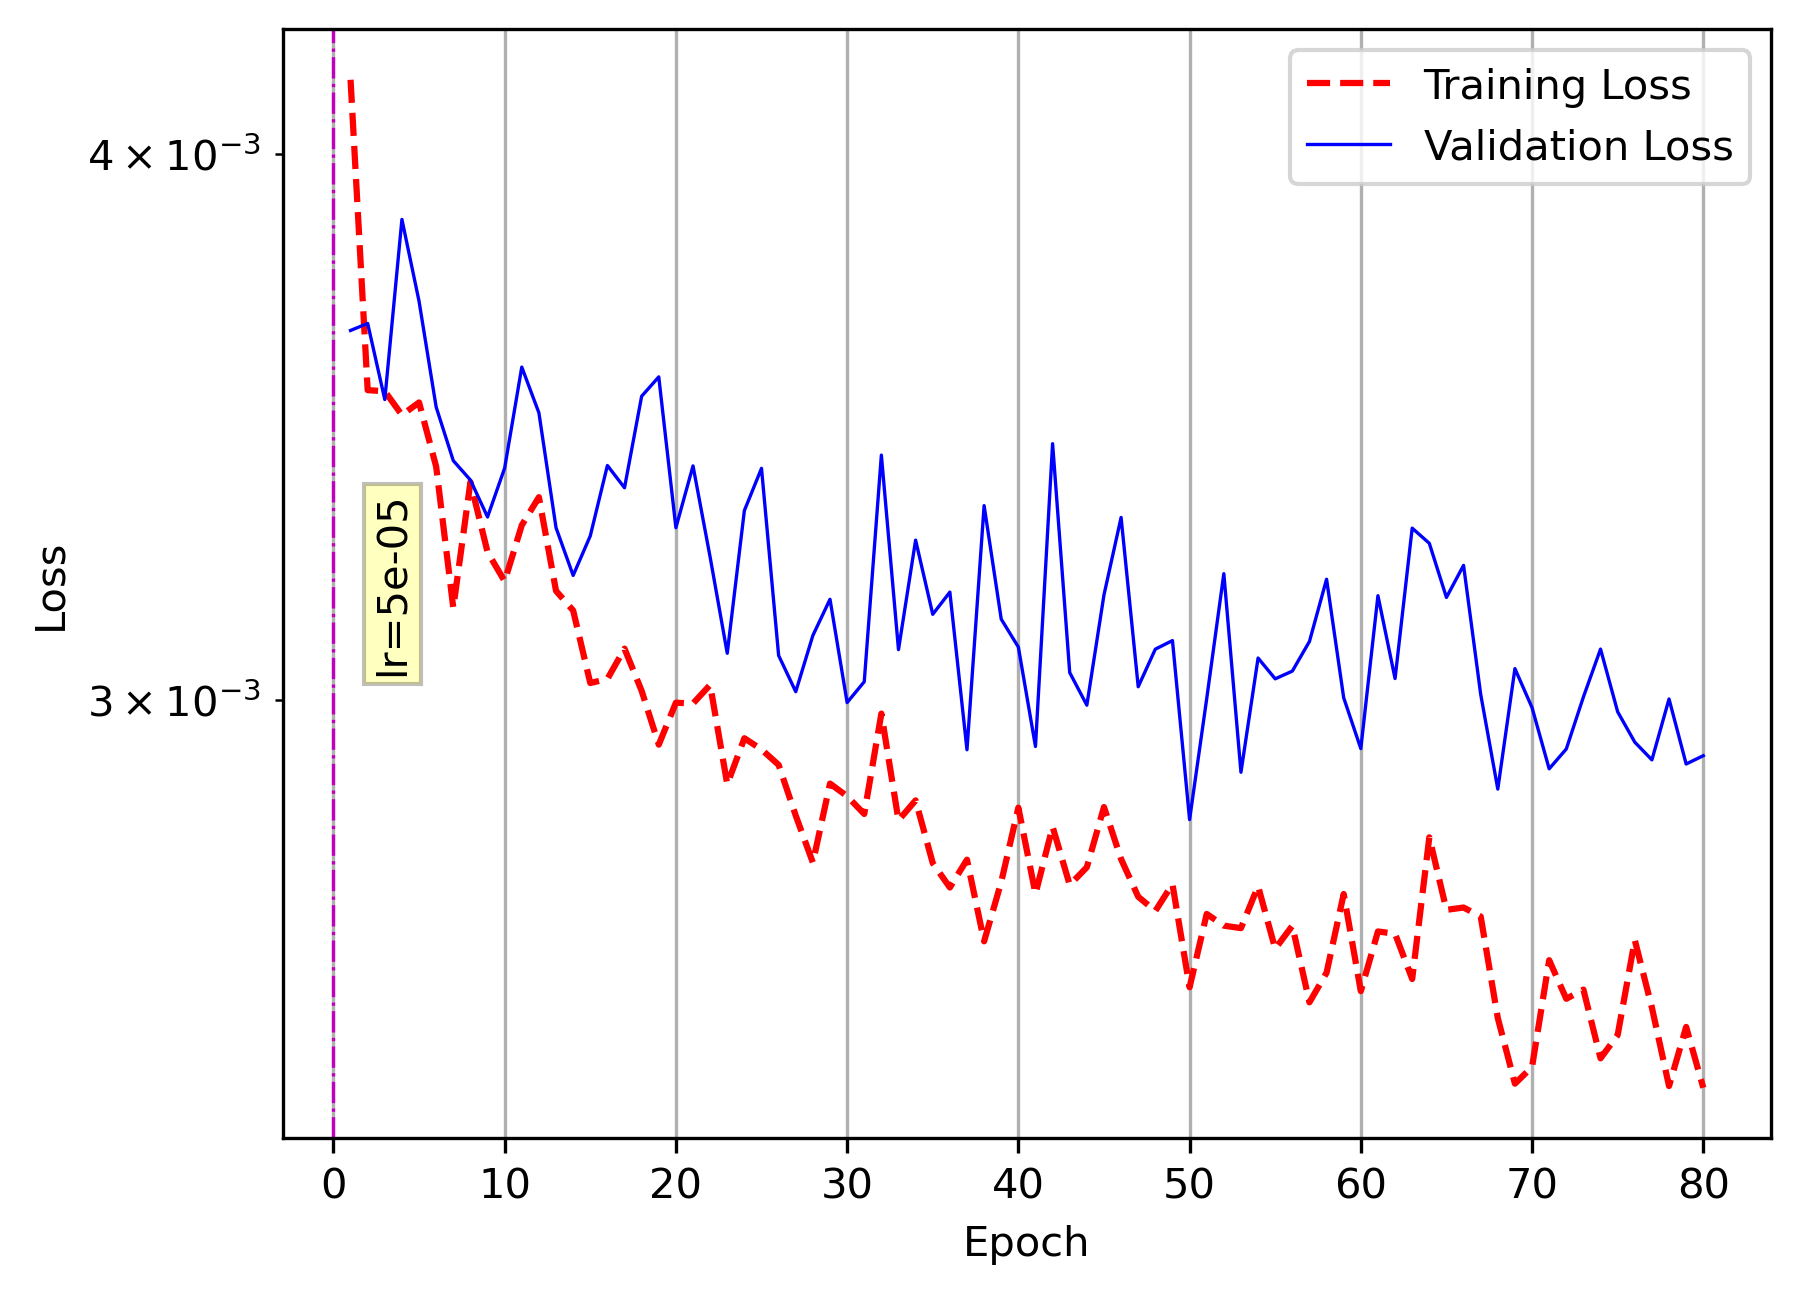 Training Loss
Validation Loss
4 × 10⁻³
3 × 10⁻³
Loss
lr=5e-05
0 10 20 30 40 50 60 70 80
Epoch